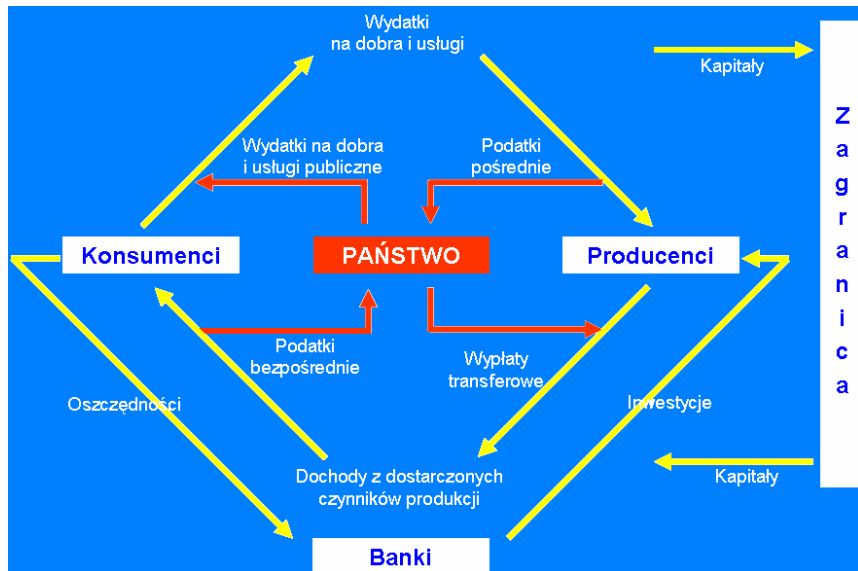 Wydatki
na dobra i usługi
Kapitały
Wydatki na dobra
i usługi publiczne
Podatki
pośrednie
Zagranica
Konsumenci
PAŃSTWO
Producenci
Podatki
bezpośrednie
Wypłaty
transferowe
Oszczędności
Inwestycje
Dochody z dostarczonych
czynników produkcji
Kapitały
Banki